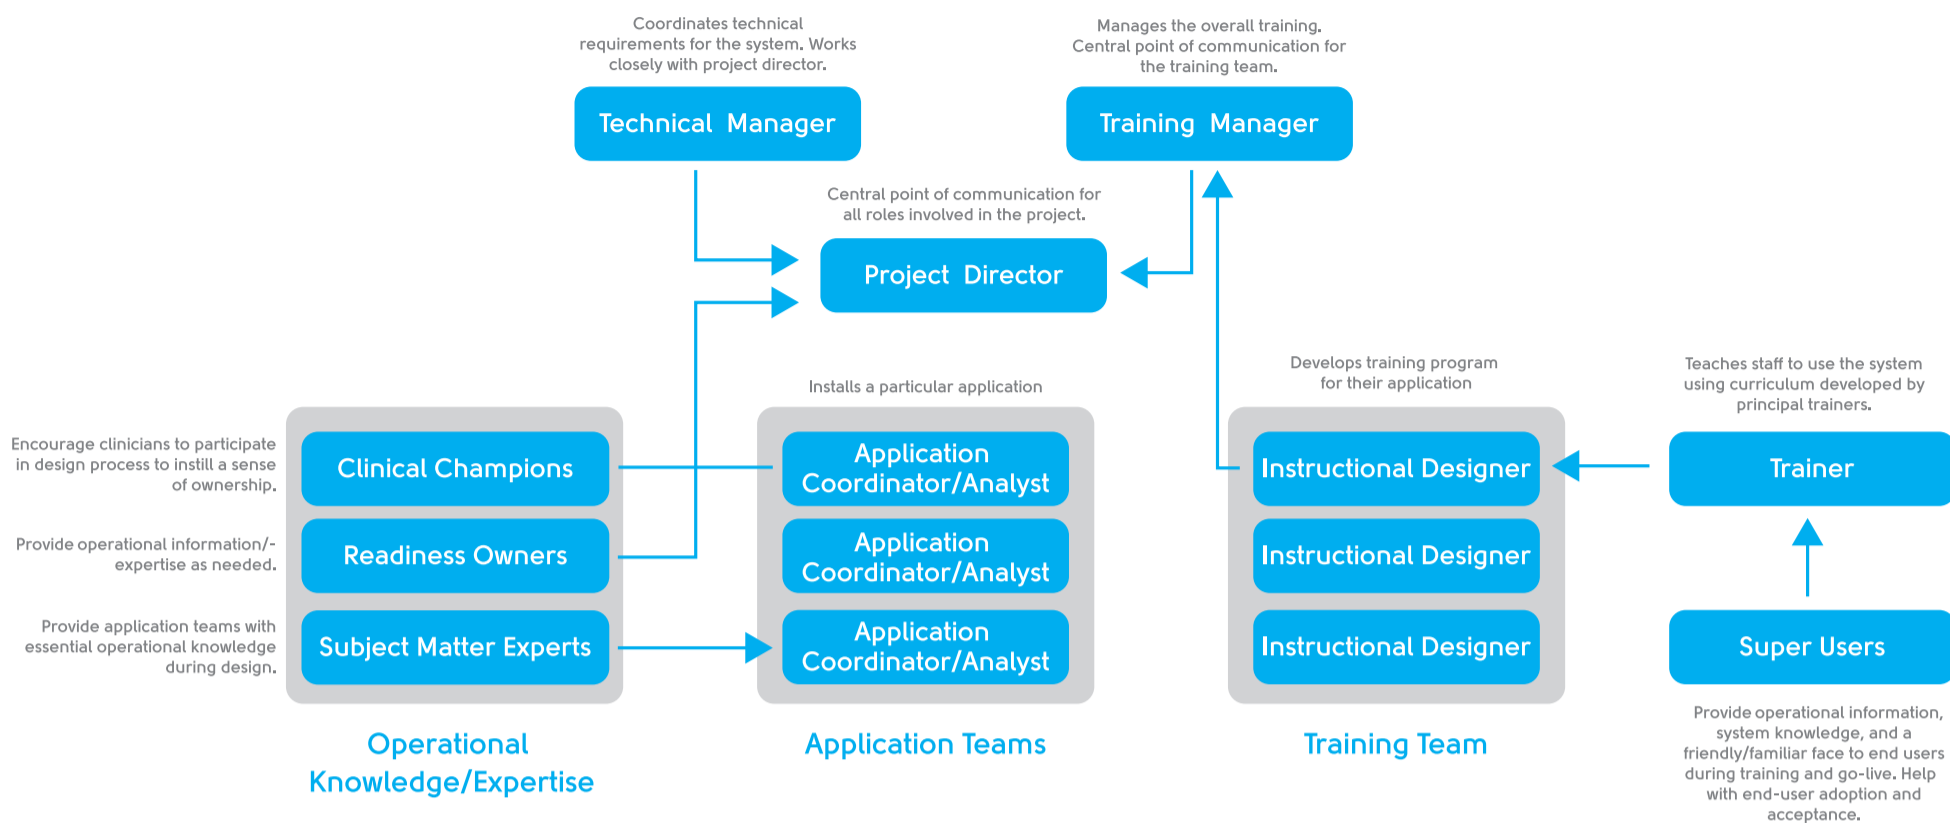 Coordinates technical
requirements for the system. Works
closely with project director.
Technical Manager
Manages the overall training.
Central point of communication for
the training team.
Training Manager
Central point of communication for
all roles involved in the project.
Project Director
Encourage clinicians to participate
in design process to instill a sense
of ownership.
Provide operational information/-
expertise as needed.
Provide application teams with
essential operational knowledge
during design.
Clinical Champions
Readiness Owners
Subject Matter Experts
Operational
Knowledge/Expertise
Installs a particular application
Application
Coordinator/Analyst
Application
Coordinator/Analyst
Application
Coordinator/Analyst
Application Teams
Develops training program
for their application
Instructional Designer
Instructional Designer
Instructional Designer
Training Team
Teaches staff to use the system
using curriculum developed by
principal trainers.
Trainer
Super Users
Provide operational information,
system knowledge, and a
friendly/familiar face to end users
during training and go-live. Help
with end-user adoption and
acceptance.